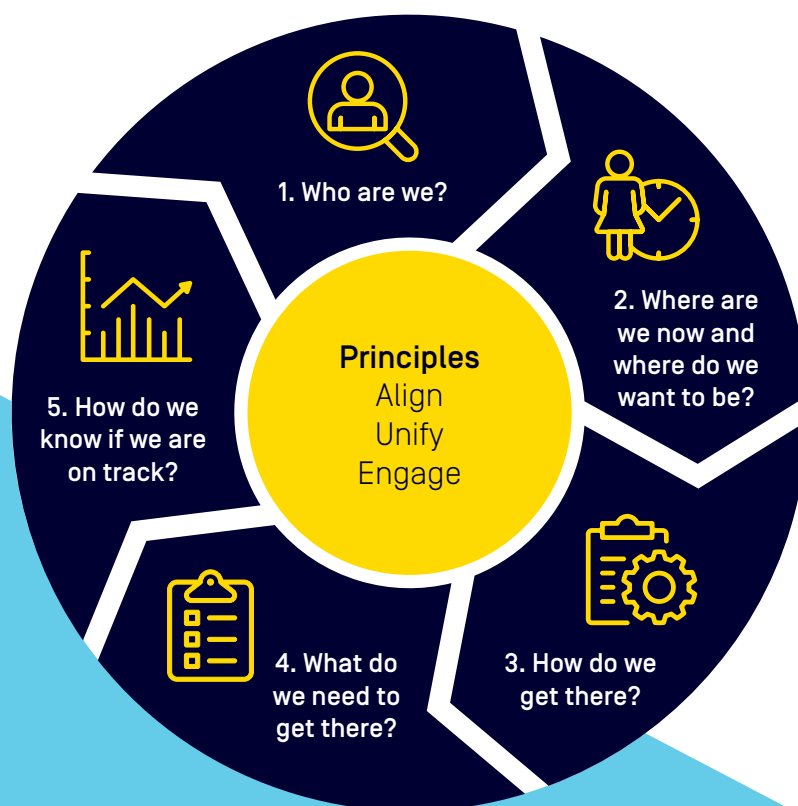 1. Who are we?
2. Where are
we now and
where do we
want to be?
3. How do we
get there?
4. What do
we need to
get there?
5. How do we
know if we are
on track?
Principles
Align
Unify
Engage